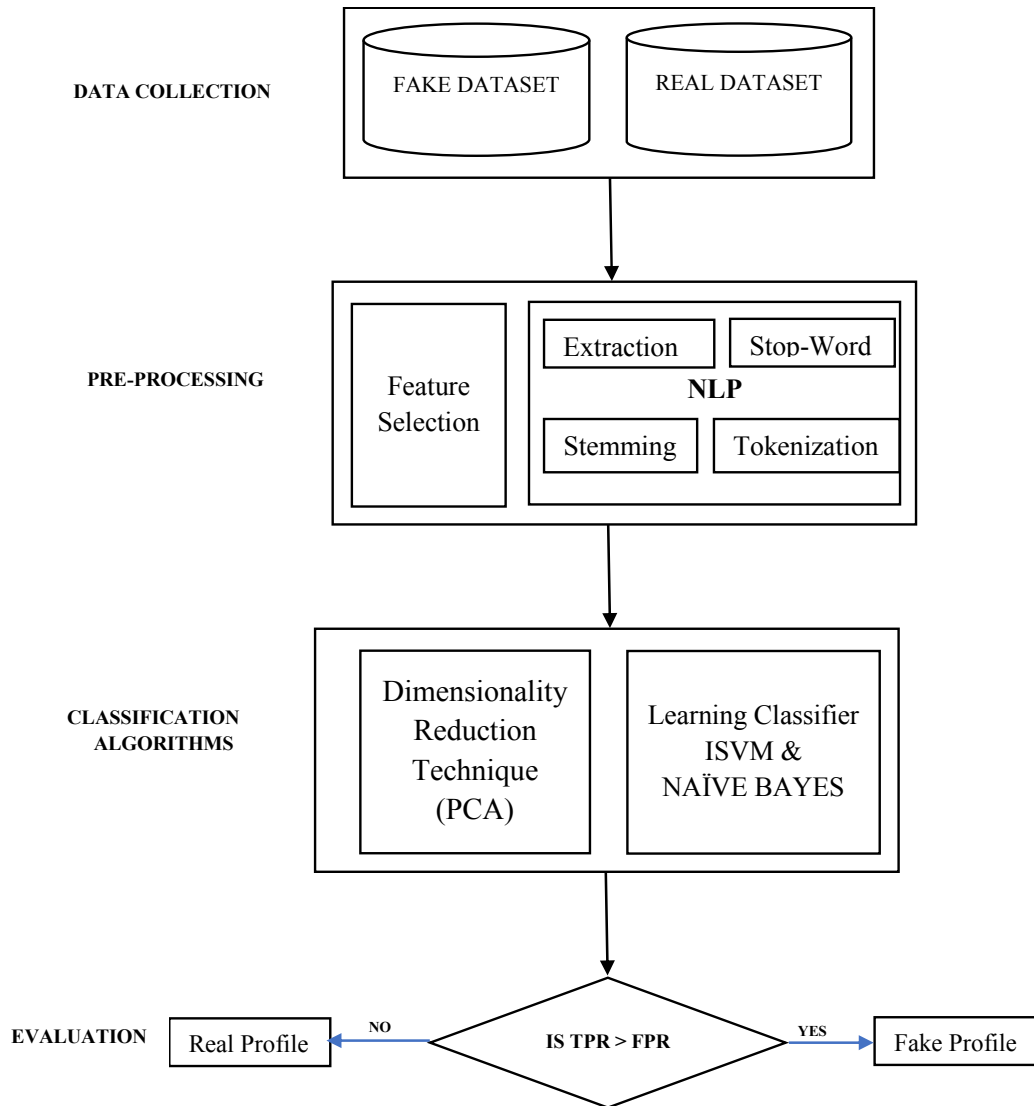 DATA COLLECTION
FAKE DATASET
REAL DATASET
PRE-PROCESSING
Feature
Selection
Extraction
Stop-Word
NLP
Stemming
Tokenization
CLASSIFICATION
ALGORITHMS
Dimensionality
Reduction
Technique
(PCA)
Learning Classifier
ISVM &
NAÏVE BAYES
EVALUATION
Real Profile
NO
IS TPR > FPR
YES
Fake Profile